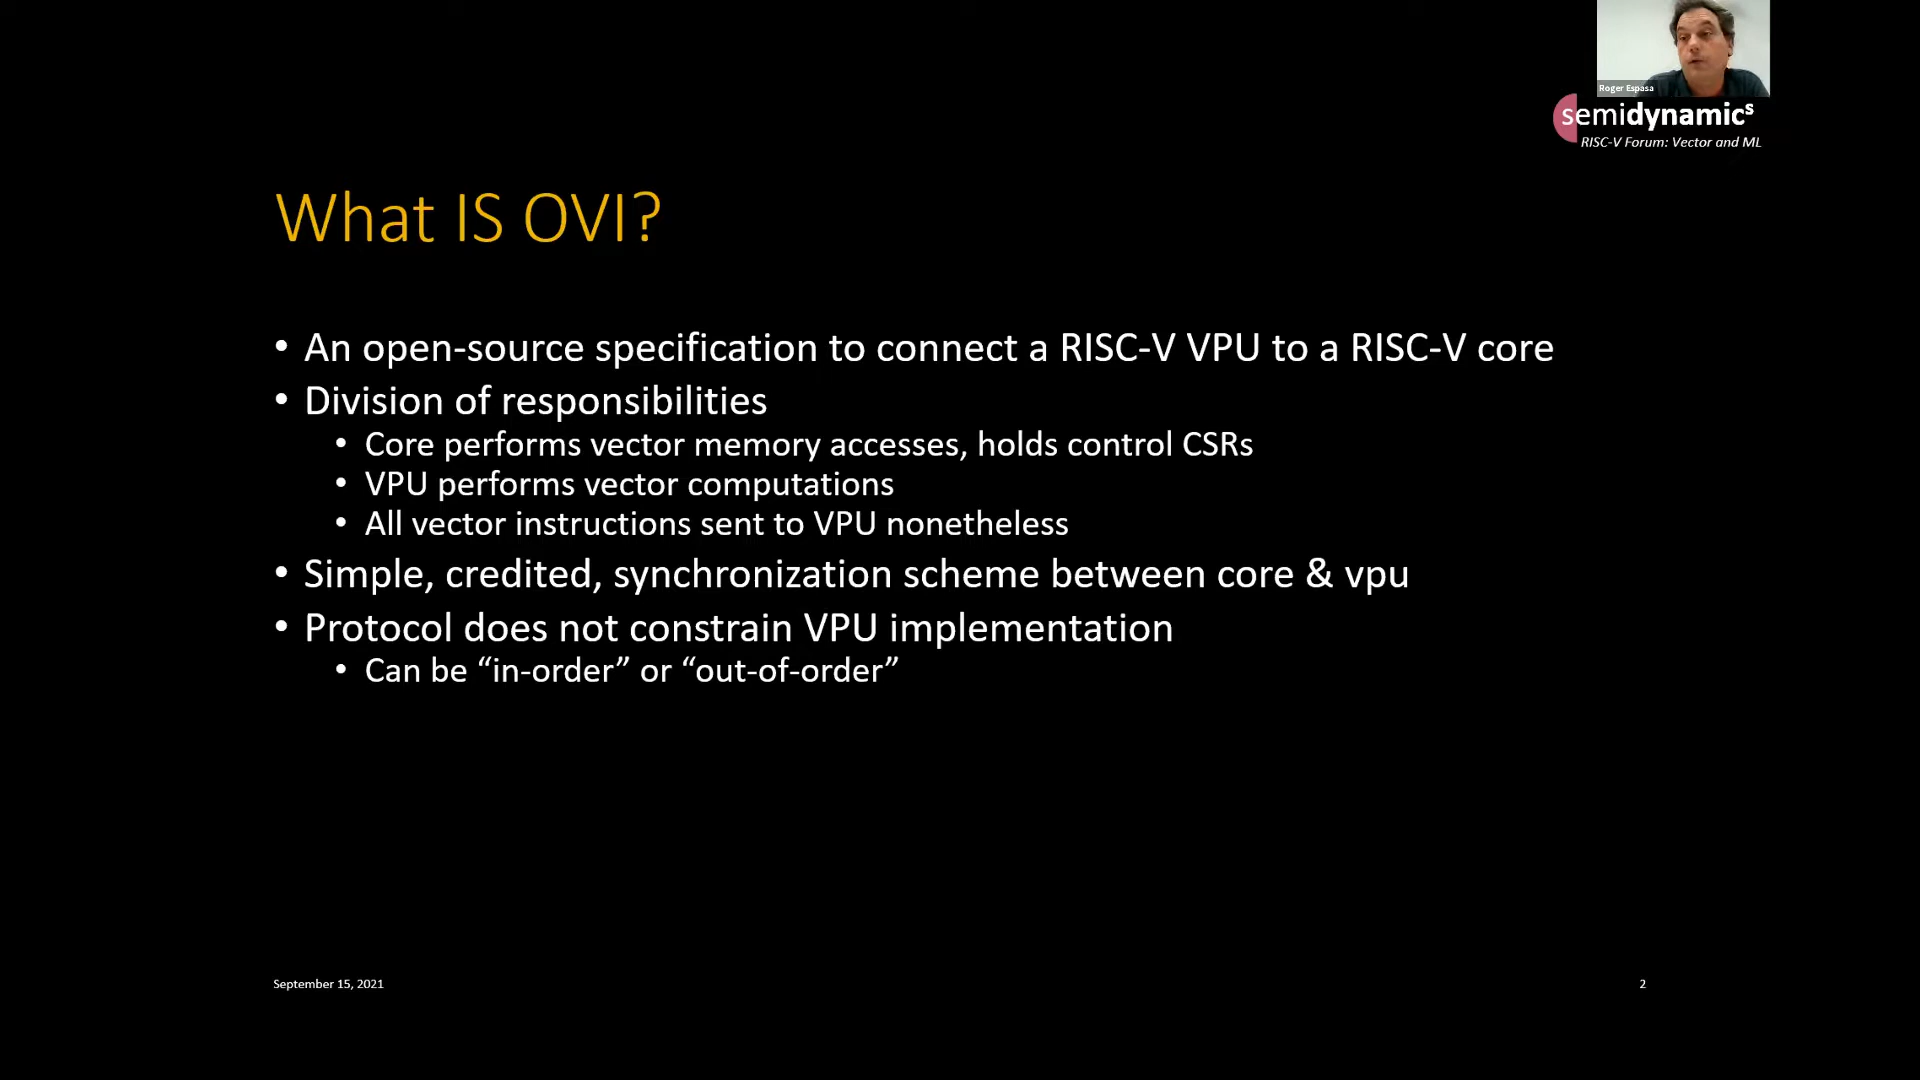 Roger Espasa
semidynamicˢ
RISC-V Forum: Vector and ML
What IS OVI?
• An open-source specification to connect a RISC-V VPU to a RISC-V core
• Division of responsibilities
• Core performs vector memory accesses, holds control CSRs
• VPU performs vector computations
• All vector instructions sent to VPU nonetheless
• Simple, credited, synchronization scheme between core & vpu
• Protocol does not constrain VPU implementation
• Can be “in-order” or “out-of-order”
September 15, 2021
2